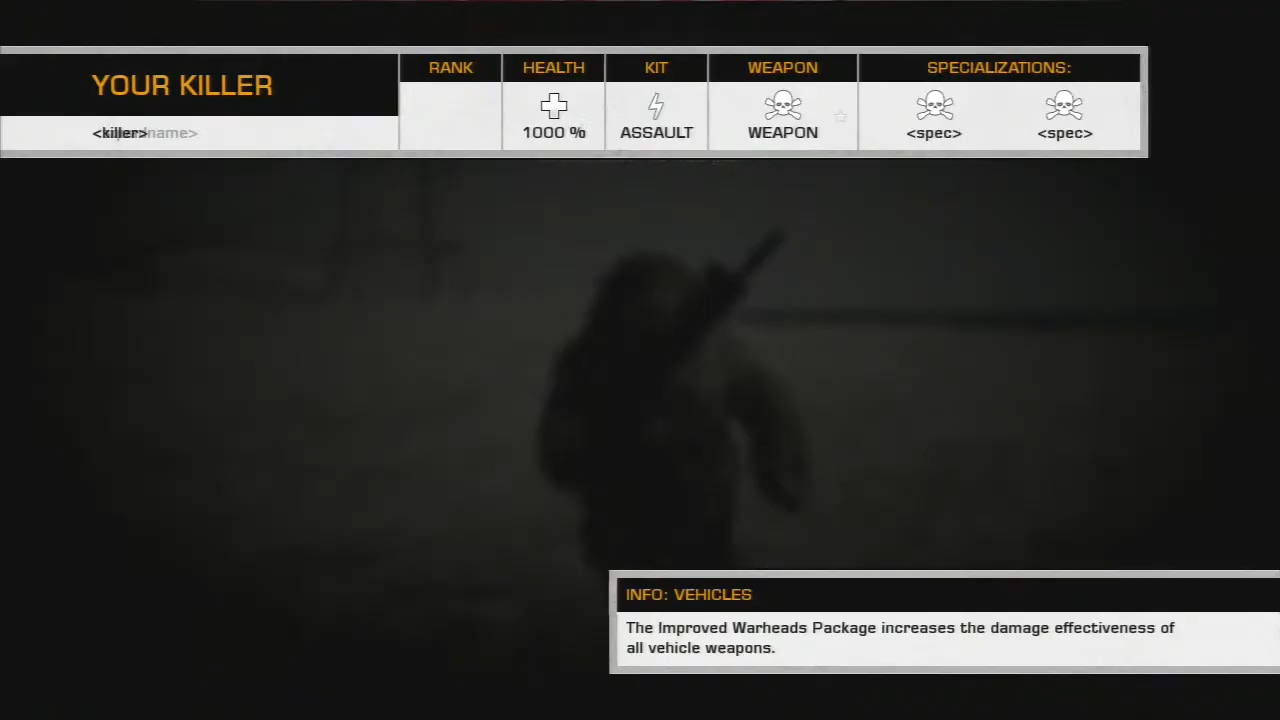 YOUR KILLER
RANK
HEALTH
KIT
WEAPON
SPECIALIZATIONS:
<killer>
name>
1000 %
ASSAULT
WEAPON
<spec>
<spec>
INFO: VEHICLES
The Improved Warheads Package increases the damage effectiveness of
all vehicle weapons.